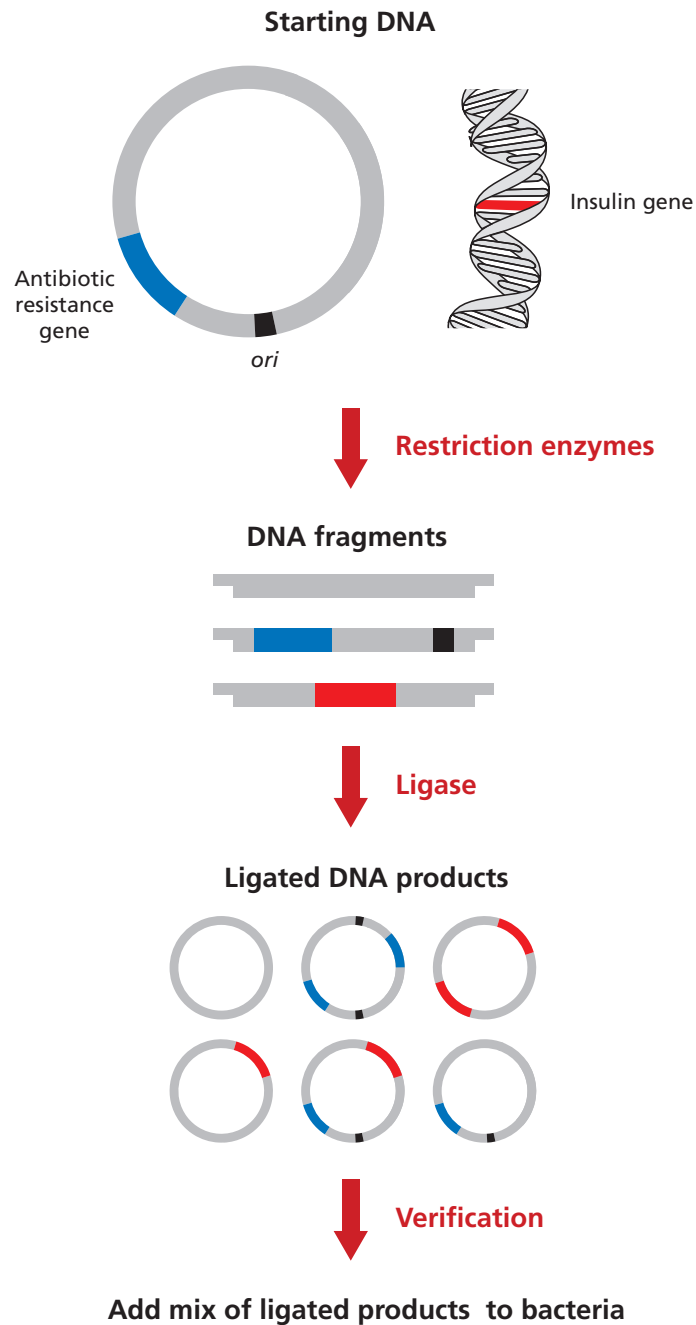 Starting DNA
Insulin gene
Antibiotic
resistance
gene
ori
Restriction enzymes
DNA fragments
Ligase
Ligated DNA products
Verification
Add mix of ligated products to bacteria